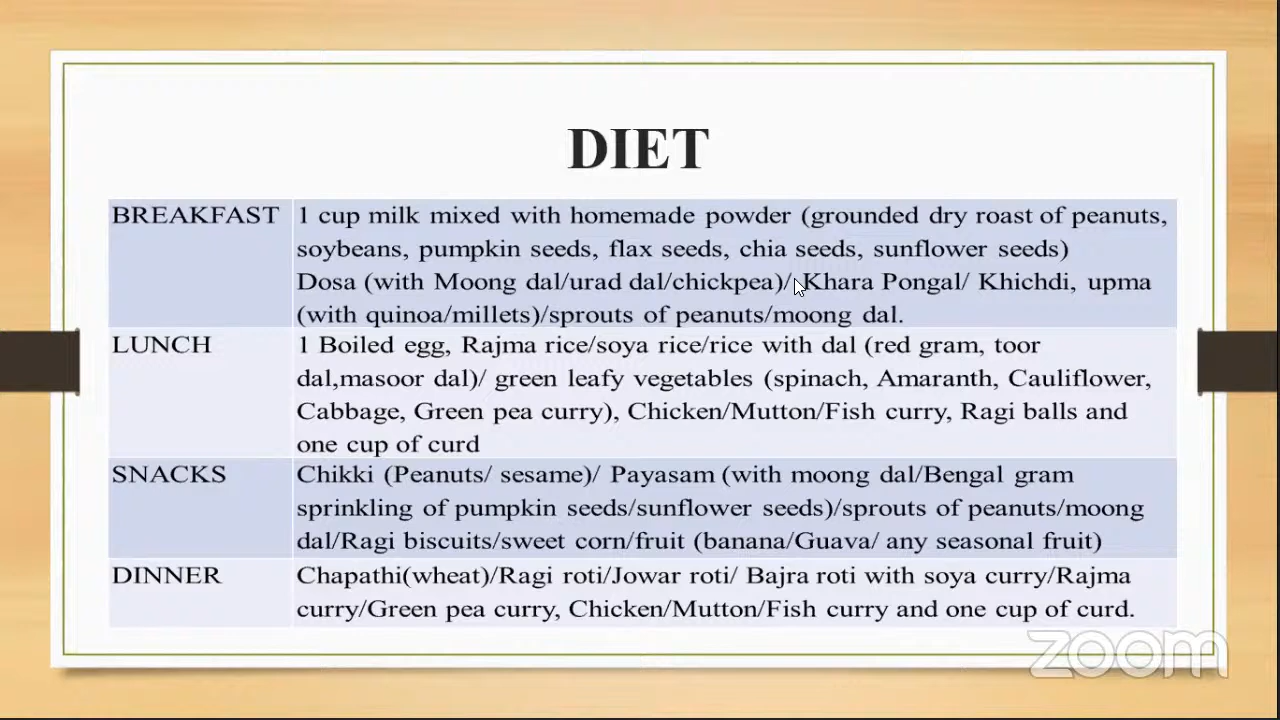 DIET
BREAKFAST
1 cup milk mixed with homemade powder (grounded dry roast of peanuts,
soybeans, pumpkin seeds, flax seeds, chia seeds, sunflower seeds)
Dosa (with Moong dal/urad dal/chickpea)/ Khara Pongal/ Khichdi, upma
(with quinoa/millets)/sprouts of peanuts/moong dal.
LUNCH
1 Boiled egg, Rajma rice/soya rice/rice with dal (red gram, toor
dal,masoor dal)/ green leafy vegetables (spinach, Amaranth, Cauliflower,
Cabbage, Green pea curry), Chicken/Mutton/Fish curry, Ragi balls and
one cup of curd
SNACKS
Chikki (Peanuts/ sesame)/ Payasam (with moong dal/Bengal gram
sprinkling of pumpkin seeds/sunflower seeds)/sprouts of peanuts/moong
dal/Ragi biscuits/sweet corn/fruit (banana/Guava/ any seasonal fruit)
DINNER
Chapathi(wheat)/Ragi roti/Jowar roti/ Bajra roti with soya curry/Rajma
curry/Green pea curry, Chicken/Mutton/Fish curry and one cup of curd.
zoom